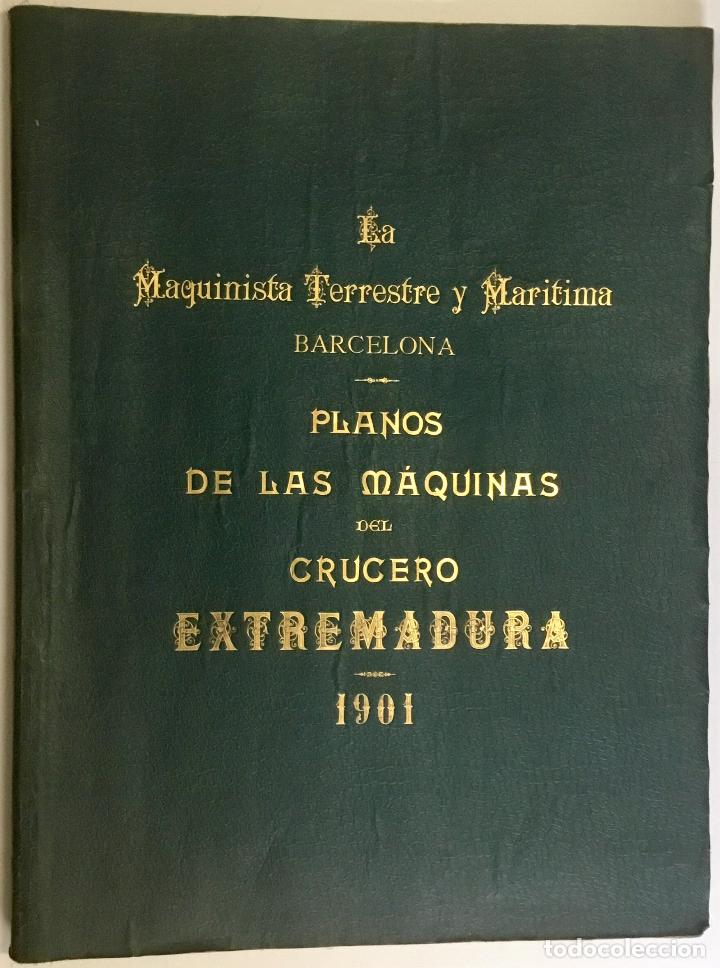 La
Maquinista Terrestre y Maritima
BARCELONA
PLANOS
DE LAS MÁQUINAS
DEL
CRUCERO
EXTREMADURA
1901
todocoleccion